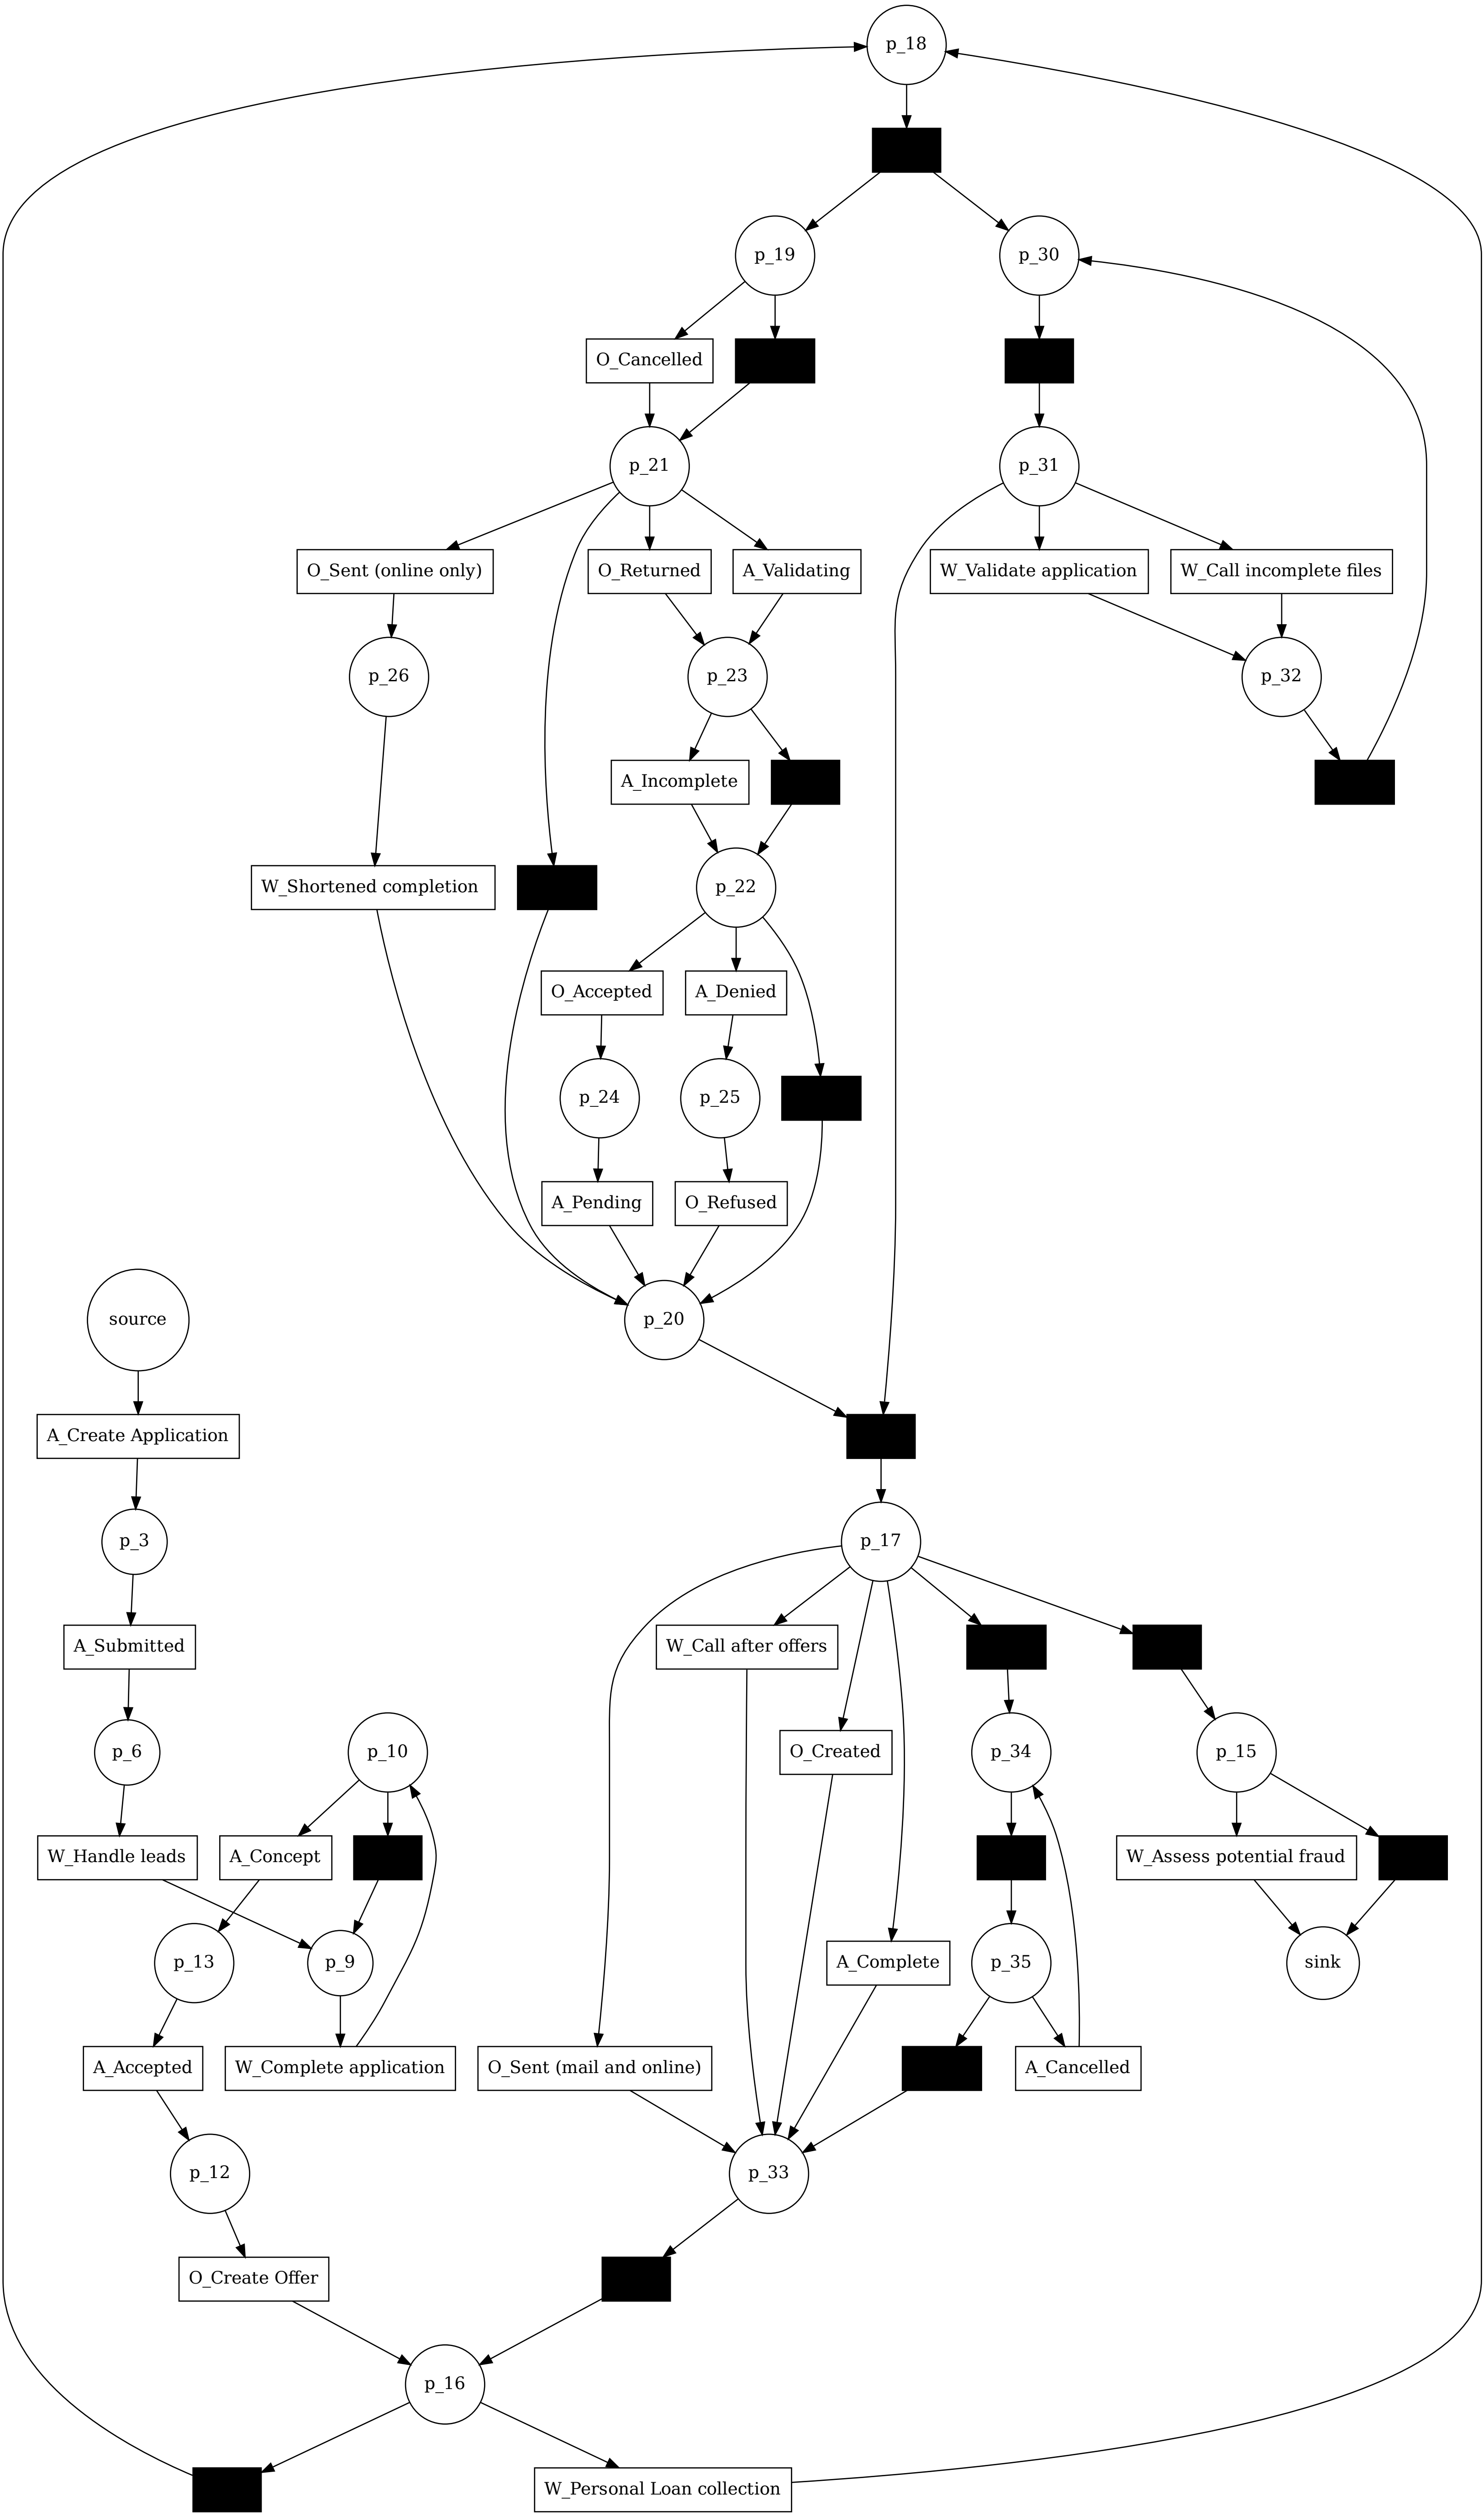 p_18
p_19
p_30
O_Cancelled
p_21
p_31
O_Sent (online only)
O_Returned
A_Validating
W_Validate application
W_Call incomplete files
p_26
p_23
p_32
A_Incomplete
W_Shortened completion
p_22
O_Accepted
A_Denied
p_24
p_25
A_Pending
O_Refused
source
p_20
A_Create Application
p_3
p_17
A_Submitted
W_Call after offers
p_6
p_10
O_Created
p_34
p_15
W_Handle leads
A_Concept
W_Assess potential fraud
p_13
p_9
A_Complete
p_35
sink
A_Accepted
W_Complete application
O_Sent (mail and online)
A_Cancelled
p_12
p_33
O_Create Offer
p_16
W_Personal Loan collection